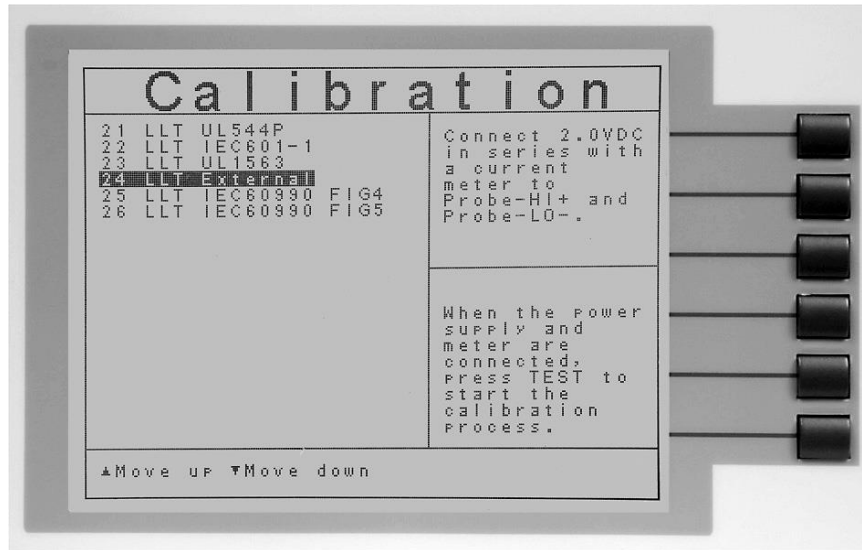 Calibration
21 LLT UL544P
22 LLT IEC601-1
23 LLT UL1563
24 LLT External
25 LLT IEC60990 FIG4
26 LLT IEC60990 FIG5
Connect 2.0VDC
in series with
a current
meter to
Probe-HI+ and
Probe-LO-.
When the power
supply and
meter are
connected,
press TEST to
start the
calibration
process.
▲Move up ▼Move down